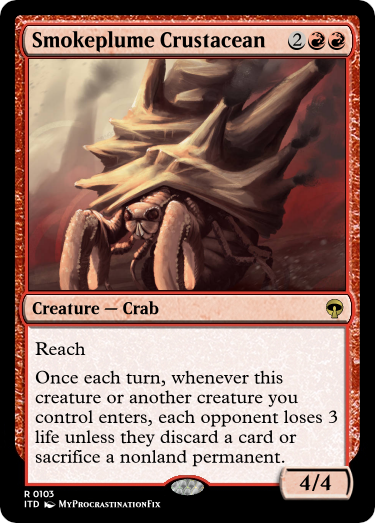 Smokeplume Crustacean 2
Creature — Crab
Reach
Once each turn, whenever this
creature or another creature you
control enters, each opponent loses 3
life unless they discard a card or
sacrifice a nonland permanent.
4/4
R 0103
ITD MyProcrastinationFix